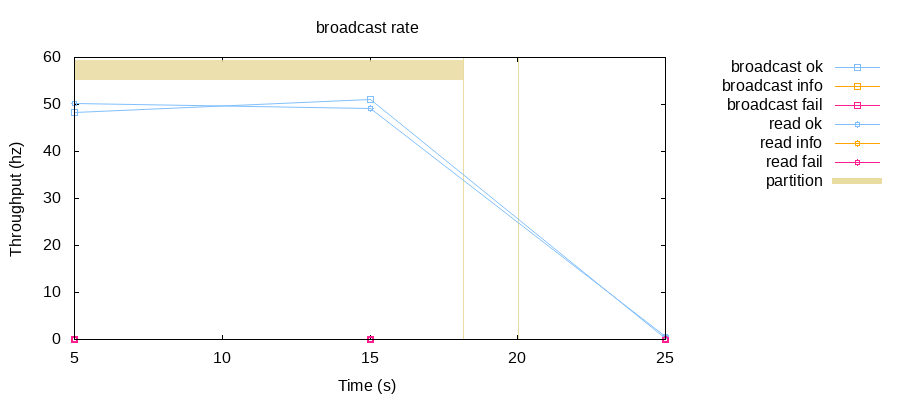 broadcast rate
Throughput (hz)
60
50
40
30
20
10
0
5
10
15
20
25
Time (s)
broadcast ok
broadcast info
broadcast fail
read ok
read info
read fail
partition